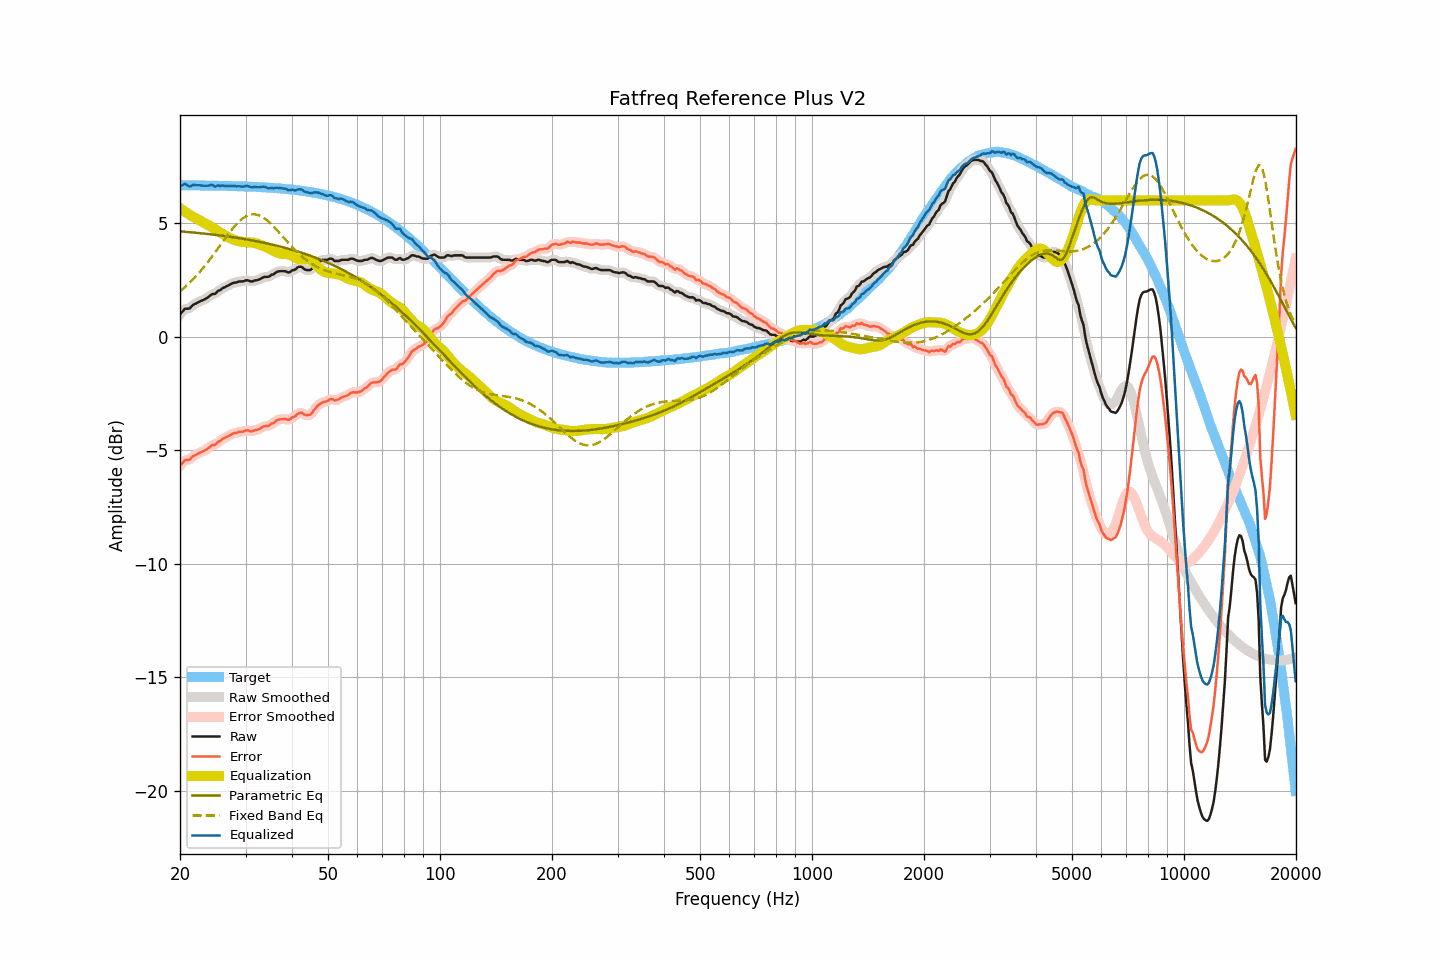 Fatfreq Reference Plus V2
Amplitude (dBr)
5
0
−5
−10
−15
−20
Target
Raw Smoothed
Error Smoothed
Raw
Error
Equalization
Parametric Eq
Fixed Band Eq
Equalized
20 50 100 200 500 1000 2000 5000 10000 20000
Frequency (Hz)